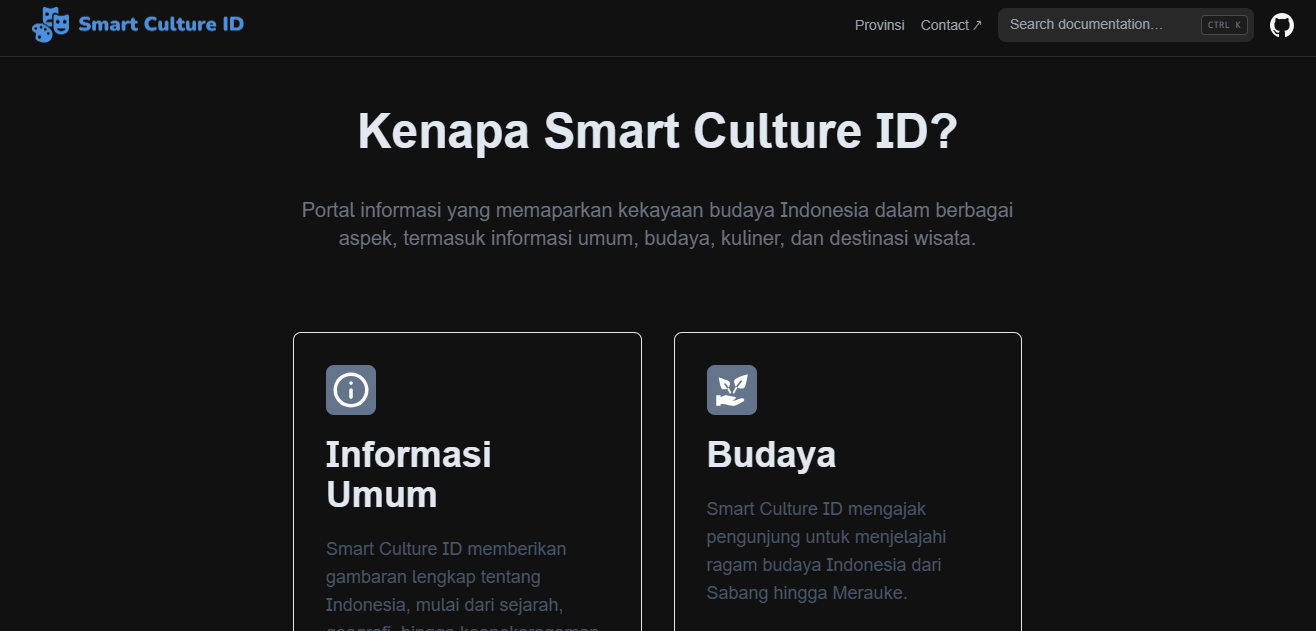 Smart Culture ID
Provinsi
Contact ↗
Search documentation…
CTRL K
Kenapa Smart Culture ID?
Portal informasi yang memaparkan kekayaan budaya Indonesia dalam berbagai
aspek, termasuk informasi umum, budaya, kuliner, dan destinasi wisata.
Informasi
Umum
Smart Culture ID memberikan
gambaran lengkap tentang
Indonesia, mulai dari sejarah,
geografi, hingga keanekaragaman
Budaya
Smart Culture ID mengajak
pengunjung untuk menjelajahi
ragam budaya Indonesia dari
Sabang hingga Merauke.